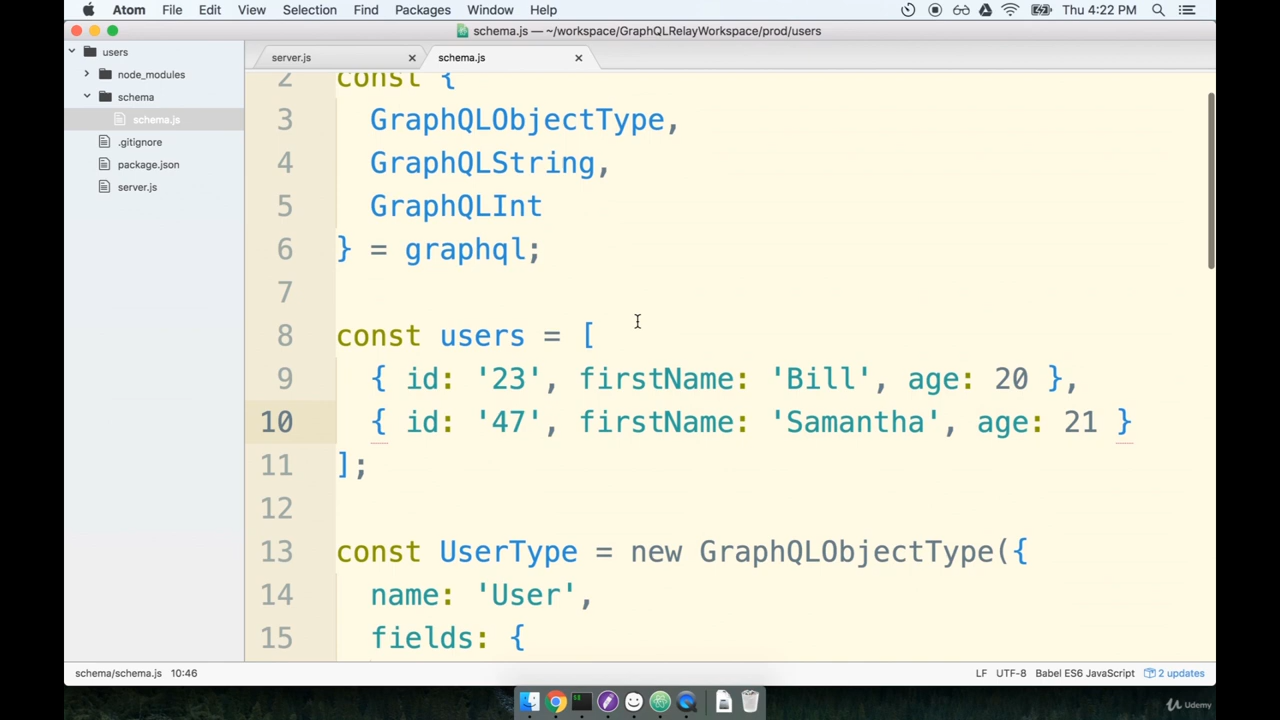 Atom File Edit View Selection Find Packages Window Help Thu 4:22 PM
schema.js — ~/workspace/GraphQLRelayWorkspace/prod/users
users
node_modules
schema
schema.js
.gitignore
package.json
server.js
server.js schema.js
2 const {
3 GraphQLObjectType,
4 GraphQLString,
5 GraphQLInt
6 } = graphql;
7
8 const users = [
9 { id: '23', firstName: 'Bill', age: 20 },
10 { id: '47', firstName: 'Samantha', age: 21 }
11 ];
12
13 const UserType = new GraphQLObjectType({
14 name: 'User',
15 fields: {
schema/schema.js 10:46 LF UTF-8 Babel ES6 JavaScript 2 updates
Udemy